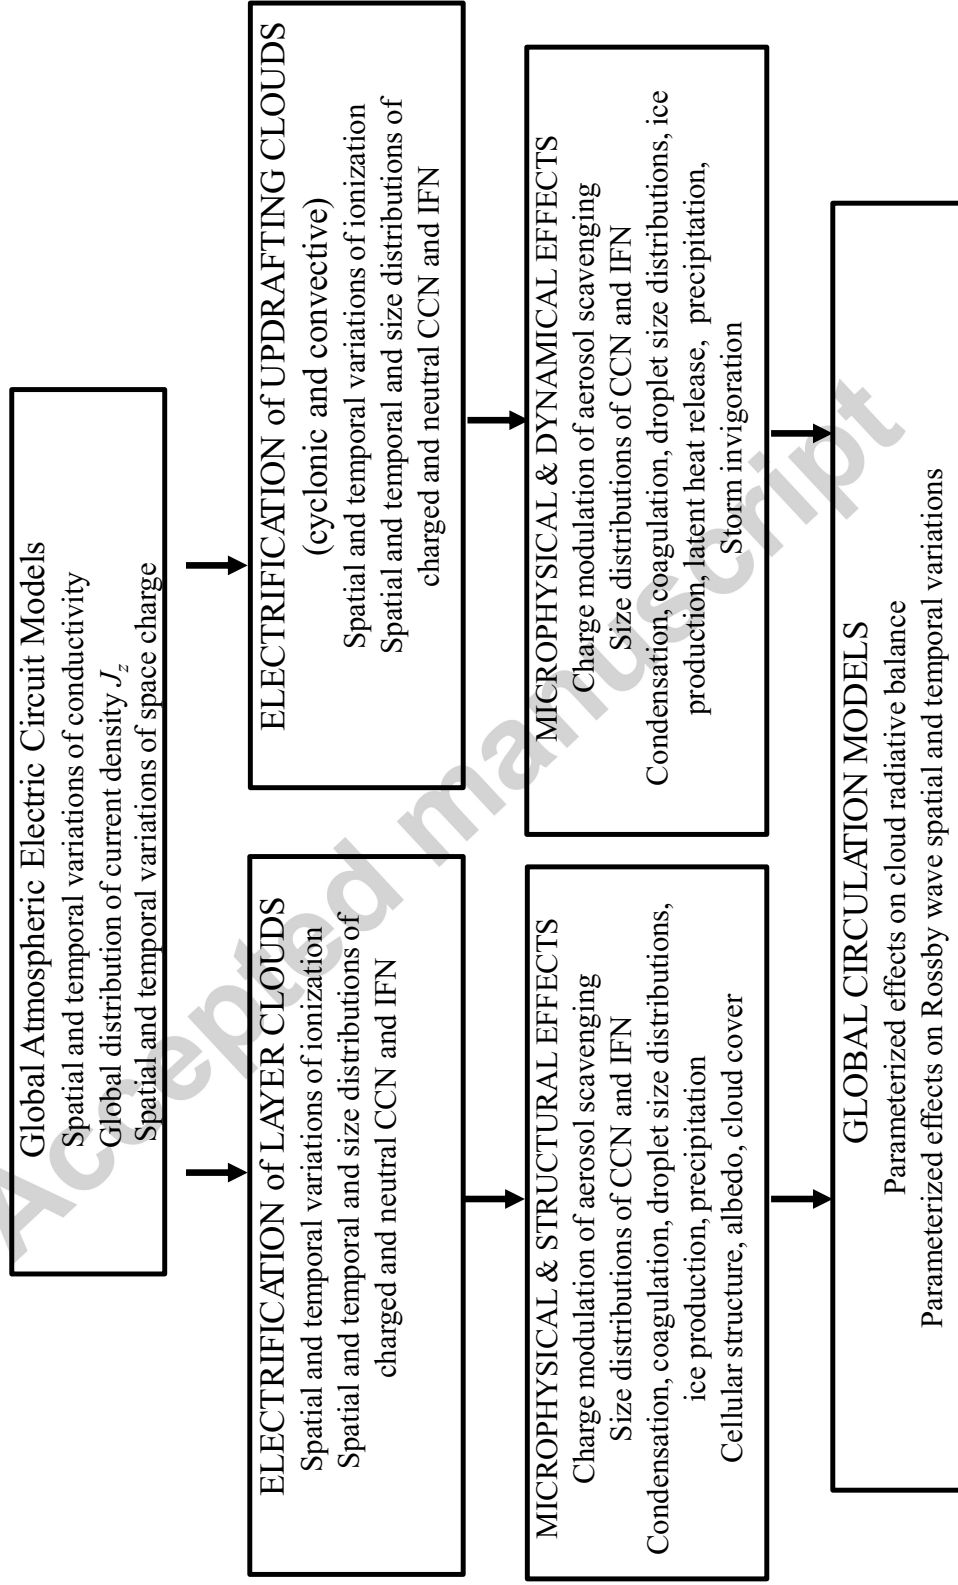 Global Atmospheric Electric Circuit Models
Spatial and temporal variations of conductivity
Global distribution of current density Jz
Spatial and temporal variations of space charge
ELECTRIFICATION of LAYER CLOUDS
Spatial and temporal variations of ionization
Spatial and temporal and size distributions of
charged and neutral CCN and IFN
ELECTRIFICATION of UPDRAFTING CLOUDS
(cyclonic and convective)
Spatial and temporal variations of ionization
Spatial and temporal and size distributions of
charged and neutral CCN and IFN
MICROPHYSICAL & STRUCTURAL EFFECTS
Charge modulation of aerosol scavenging
Size distributions of CCN and IFN
Condensation, coagulation, droplet size distributions,
ice production, precipitation
Cellular structure, albedo, cloud cover
MICROPHYSICAL & DYNAMICAL EFFECTS
Charge modulation of aerosol scavenging
Size distributions of CCN and IFN
Condensation, coagulation, droplet size distributions, ice
production, latent heat release, precipitation,
Storm invigoration
GLOBAL CIRCULATION MODELS
Parameterized effects on cloud radiative balance
Parameterized effects on Rossby wave spatial and temporal variations
Accepted manuscript